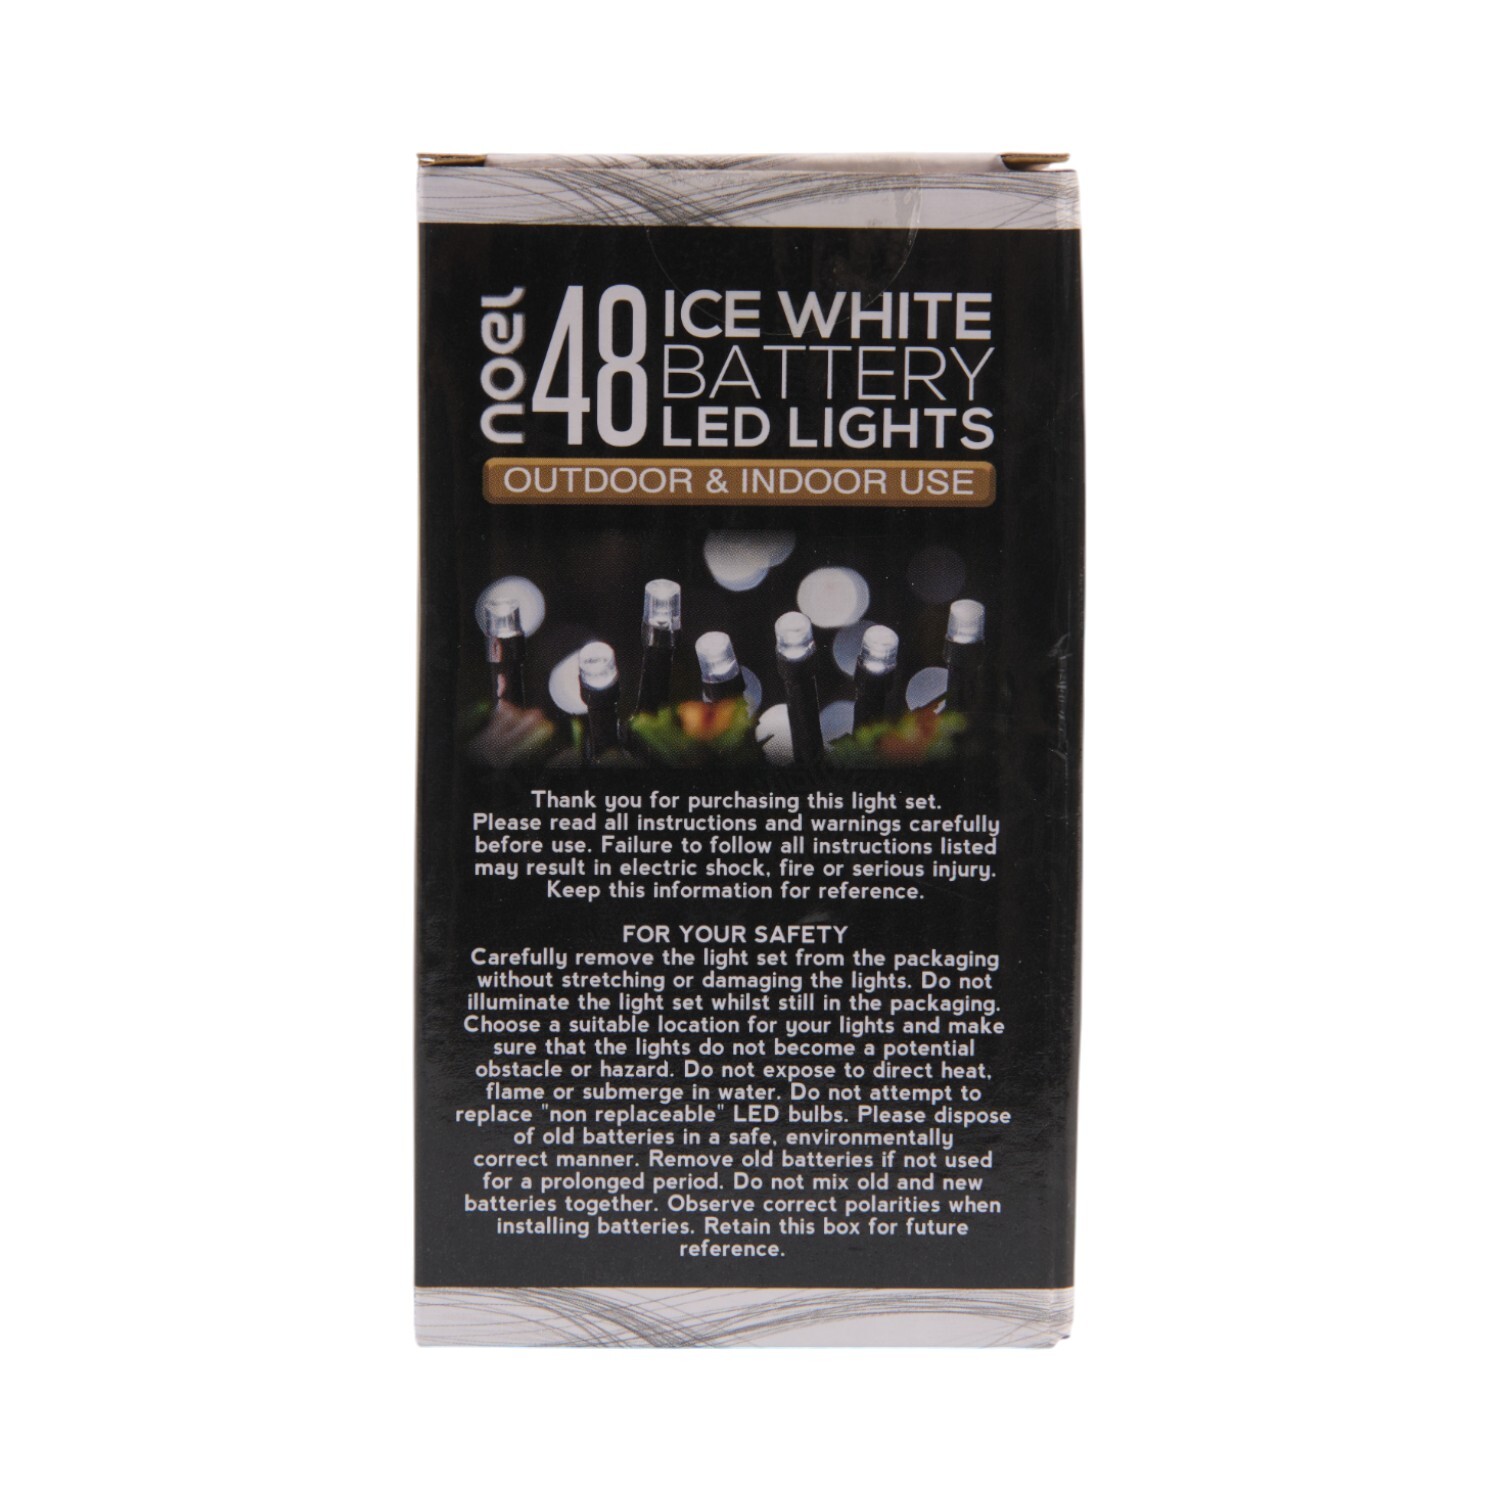 noel
48
ICE WHITE
BATTERY
LED LIGHTS
OUTDOOR & INDOOR USE
Thank you for purchasing this light set.
Please read all instructions and warnings carefully
before use. Failure to follow all instructions listed
may result in electric shock, fire or serious injury.
Keep this information for reference.
FOR YOUR SAFETY
Carefully remove the light set from the packaging
without stretching or damaging the lights. Do not
illuminate the light set whilst still in the packaging.
Choose a suitable location for your lights and make
sure that the lights do not become a potential
obstacle or hazard. Do not expose to direct heat,
flame or submerge in water. Do not attempt to
replace "non replaceable" LED bulbs. Please dispose
of old batteries in a safe, environmentally
correct manner. Remove old batteries if not used
for a prolonged period. Do not mix old and new
batteries together. Observe correct polarities when
installing batteries. Retain this box for future
reference.